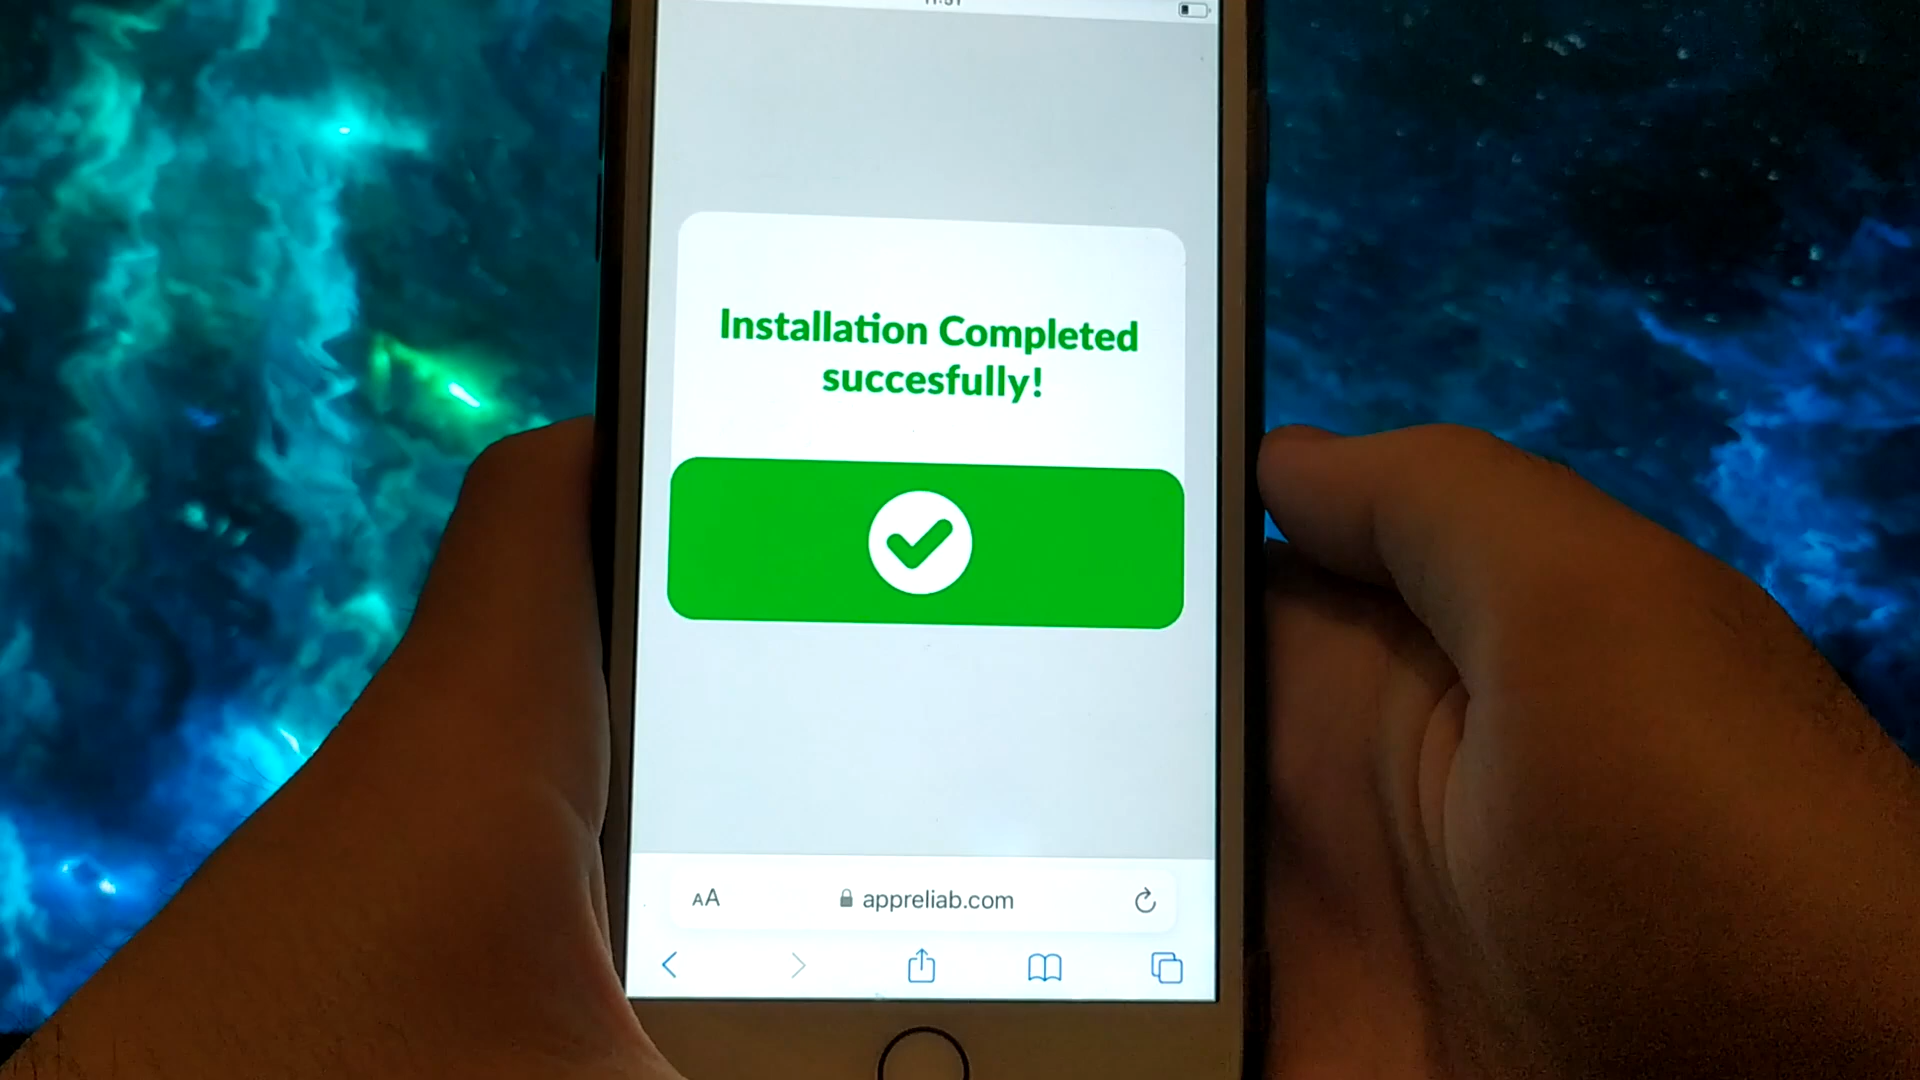 Installation Completed
succesfully!
AA
appreliab.com